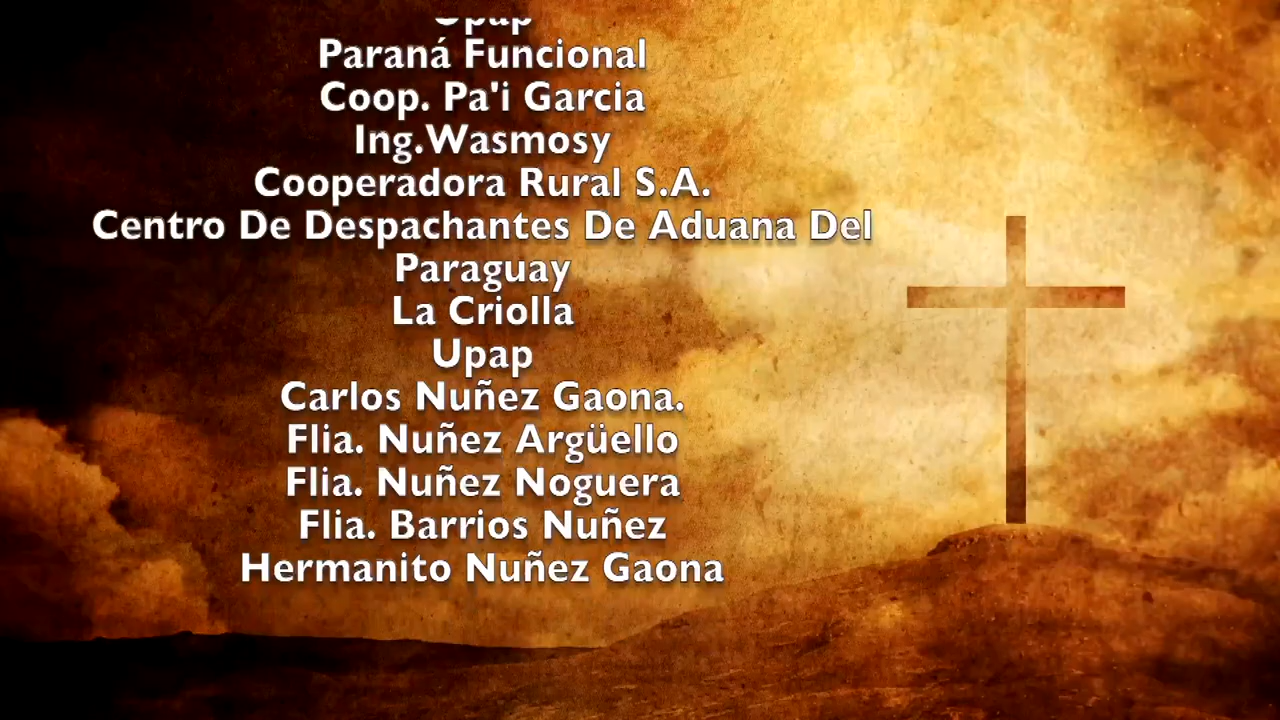 Paraná Funcional
Coop. Pa'i Garcia
Ing.Wasmosy
Cooperadora Rural S.A.
Centro De Despachantes De Aduana Del
Paraguay
La Criolla
Upap
Carlos Nuñez Gaona.
Flia. Nuñez Argüello
Flia. Nuñez Noguera
Flia. Barrios Nuñez
Hermanito Nuñez Gaona